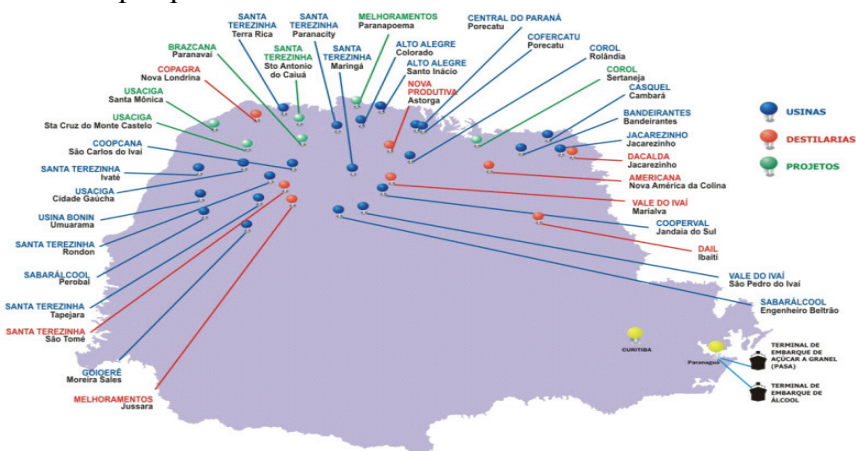 SANTA
TEREZINHA
Terra Rica
SANTA
TEREZINHA
Paranacity
MELHORAMENTOS
Paranapoema
CENTRAL DO PARANÁ
Porecatu
COFERCATU
Porecatu
BRAZCANA
Paranavaí
SANTA
TEREZINHA
Sto Antonio
do Caiuá
SANTA
TEREZINHA
Maringá
ALTO ALEGRE
Colorado
ALTO ALEGRE
Santo Inácio
COROL
Rolândia
COPAGRA
Nova Londrina
NOVA
PRODUTIVA
Astorga
COROL
Sertaneja
USACIGA
Santa Mônica
CASQUEL
Cambará
USACIGA
Sta Cruz do Monte Castelo
BANDEIRANTES
Bandeirantes
COOPCANA
São Carlos do Ivaí
JACAREZINHO
Jacarezinho
SANTA TEREZINHA
Ivaté
DACALDA
Jacarezinho
USACIGA
Cidade Gaúcha
AMERICANA
Nova América da Colina
USINA BONIN
Umuarama
VALE DO IVAÍ
Marialva
SANTA TEREZINHA
Rondon
COOPERVAL
Jandaia do Sul
SABARÁLCOOL
Perobal
DAIL
Ibaiti
SANTA TEREZINHA
Tapejara
VALE DO IVAÍ
São Pedro do Ivaí
SANTA TEREZINHA
São Tomé
SABARÁLCOOL
Engenheiro Beltrão
GOIOERÊ
Moreira Sales
MELHORAMENTOS
Jussara
USINAS
DESTILARIAS
PROJETOS
CURITIBA
Paranagua
TERMINAL DE
EMBARQUE DE
AÇÚCAR A GRANEL
(PASA)
TERMINAL DE
EMBARQUE DE
ÁLCOOL